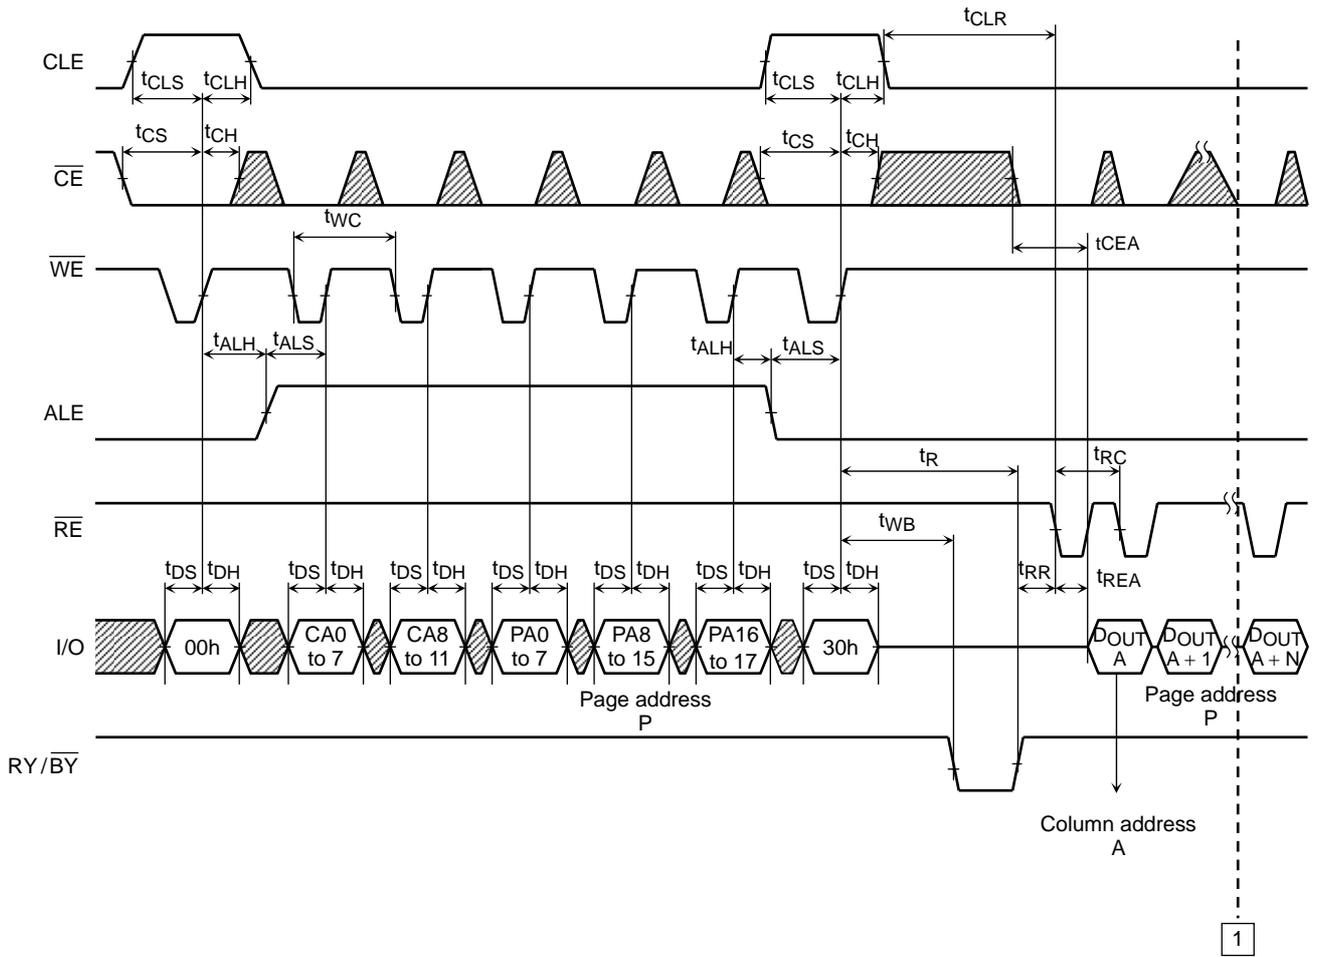 tCLR
CLE
tCLS tCLH tCLS tCLH
tCS tCH tCS tCH
CE
tWC
tCEA
WE
tALH tALS tALH tALS
ALE
tR tRC
RE
tWB
tDS tDH tDS tDH tDS tDH tDS tDH tDS tDH tDS tDH tDS tDH tRR tREA
I/O 00h CA0 to 7 CA8 to 11 PA0 to 7 PA8 to 15 PA16 to 17 30h DOUT A DOUT A + 1 DOUT A + N
Page address
P
Page address
P
RY/BY
Column address
A
1